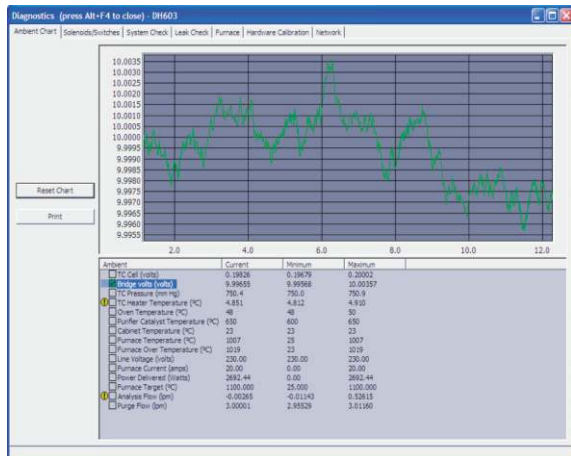 Diagnostics (press Alt+F4 to close) - DH603
Ambient Chart Solenoids/Switches System Check Leak Check Furnace Hardware Calibration Network
10.0035
10.0030
10.0025
10.0020
10.0015
10.0010
10.0005
10.0000
9.9995
9.9990
9.9985
9.9980
9.9975
9.9970
9.9965
9.9960
9.9955
2.0 4.0 6.0 8.0 10.0 12.0
Reset Chart
Print
Ambient Current Minimum Maximum
TC Cell (volts) 0.19826 0.19679 0.20002
Bridge volts (volts) 9.99655 9.99568 10.00357
TC Pressure (mm Hg) 750.4 750.0 750.9
TC Heater Temperature (ºC) 4.851 4.812 4.910
Oven Temperature (ºC) 48 48 50
Purifier Catalyst Temperature (ºC) 650 600 650
Cabinet Temperature (ºC) 23 23 23
Furnace Temperature (ºC) 1007 25 1007
Furnace Over Temperature (ºC) 1019 23 1019
Line Voltage (volts) 230.00 230.00 230.00
Furnace Current (amps) 20.00 0.00 20.00
Power Delivered (Watts) 2692.44 0.00 2692.44
Furnace Target (ºC) 1100.000 25.000 1100.000
Analysis Flow (lpm) -0.00265 -0.01143 0.52615
Purge Flow (lpm) 3.00001 2.95529 3.01160